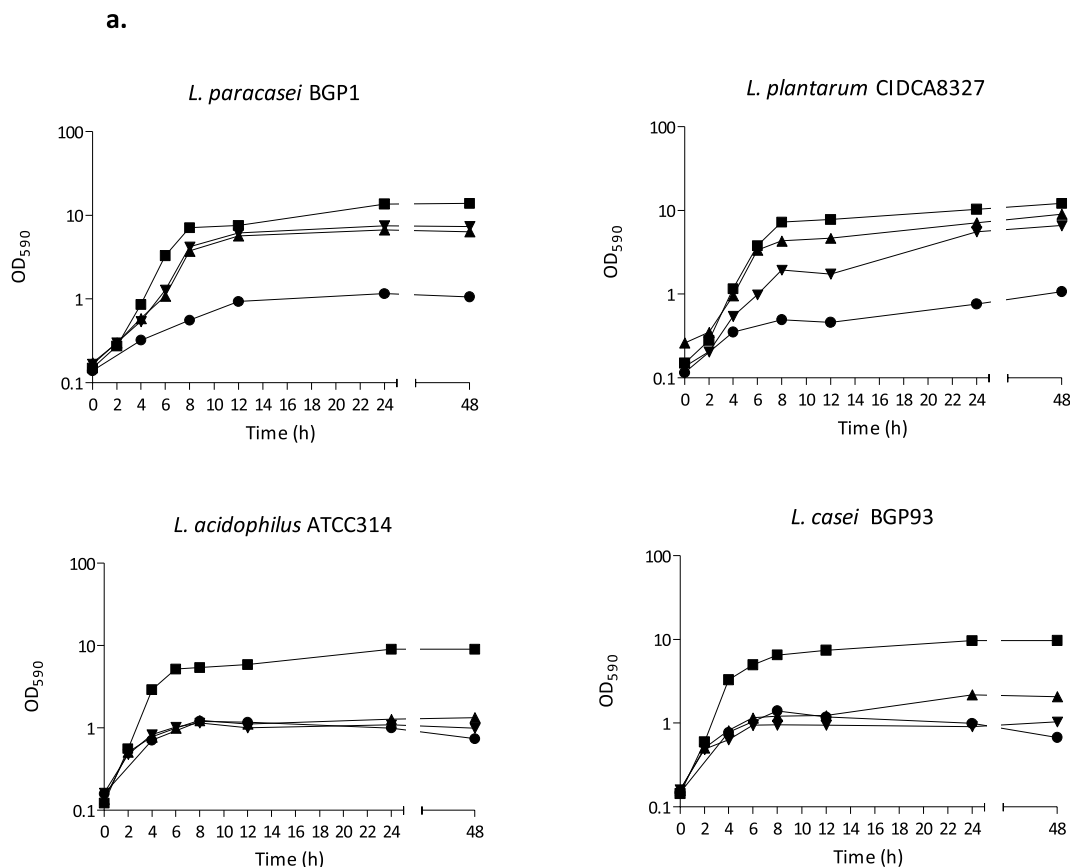 a.
L. paracasei BGP1
100
10
1
0.1
OD590
0 2 4 6 8 10 12 14 16 18 20 22 24 48
Time (h)
L. plantarum CIDCA8327
100
10
1
0.1
OD590
0 2 4 6 8 10 12 14 16 18 20 22 24 48
Time (h)
L. acidophilus ATCC314
100
10
1
0.1
OD590
0 2 4 6 8 10 12 12 18 20 22 24 48
Time (h)
L. casei BGP93
100
10
1
0.1
OD590
0 2 4 6 8 10 12 12 18 20 22 24 48
Time (h)